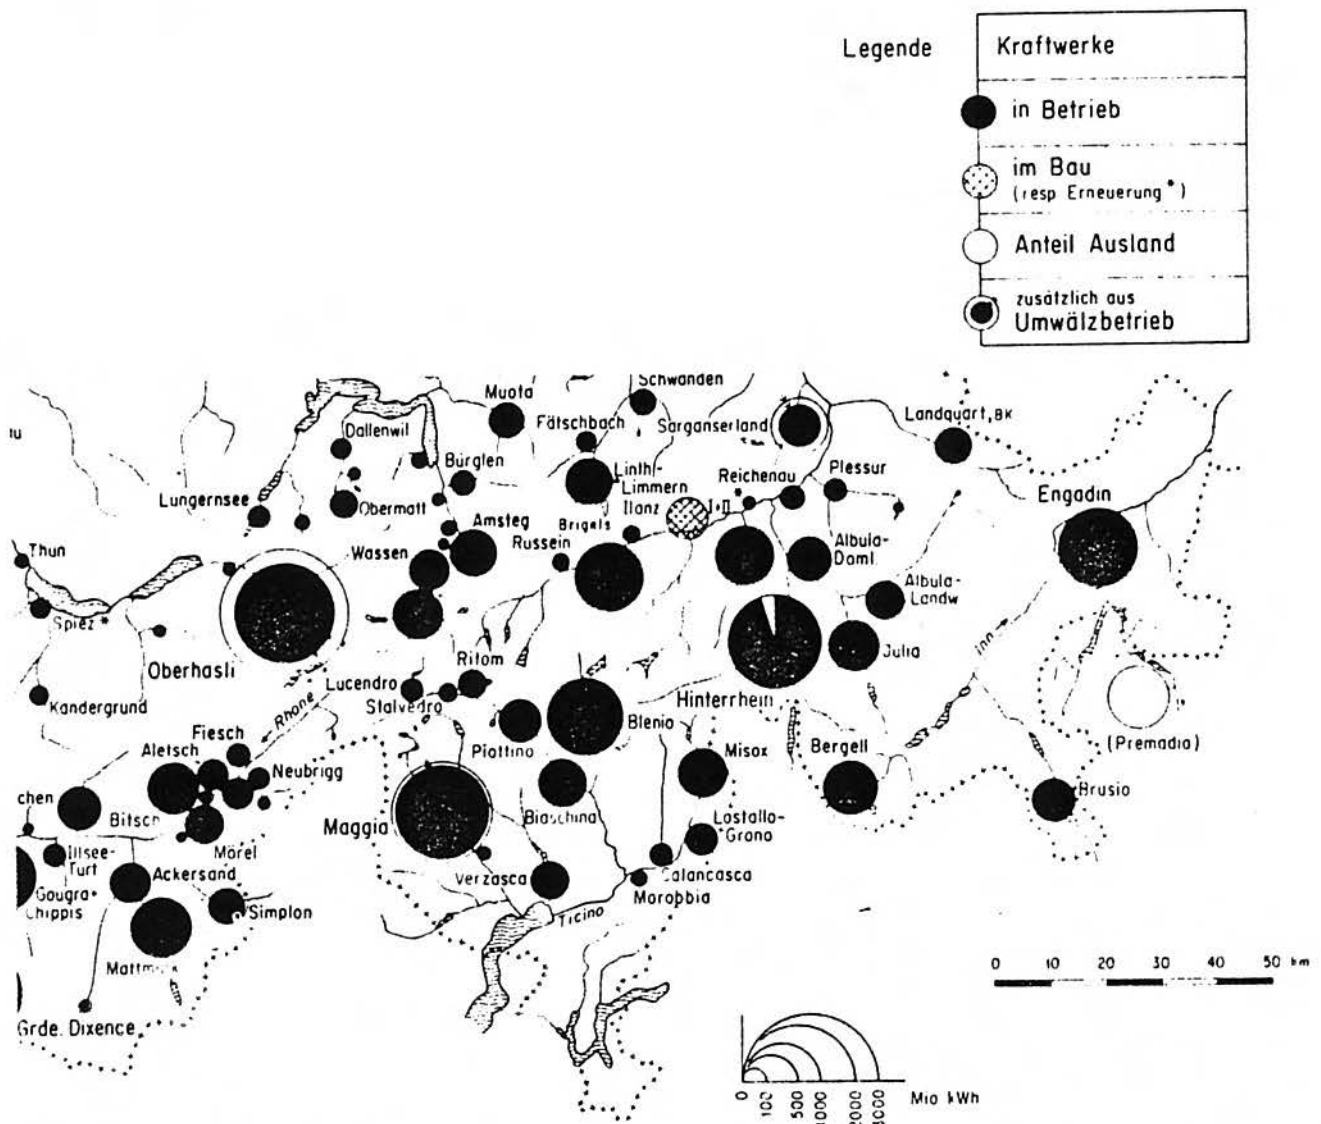 Legende
Kraftwerke
in Betrieb
im Bau
(resp Erneuerung*)
Anteil Ausland
zusätzlich aus
Umwälzbetrieb
Schwanden
Muota
Fätschbach
Sarganserland
Landquart, BK
Dallenwil
Bürglen
Linth-
Limmern
Reichenau
Plessur
Engadin
Lungernsee
Obermatt
Ilanz
I+II
*
Amsteg
Brigels
Russein
Wassen
Albula-
Doml.
Thun
Albula-
Landw
Spiez *
Oberhasli
Ritom
Julia
Inn
Lucendro
Stalvedro
Kandergrund
Rhone
Hinterrhein
Blenio
(Premadia)
Fiesch
Piottino
Misox
Bergell
Aletsch
Neubrigg
chen
Brusio
Bitsch
Maggia
Biaschina
Lostallo-
Grono
Mörel
Illsee-
Turt
Ackersand
Verzasca
Calancasca
Gougra-
Chippis
Simplon
Morobbia
Ticino
Grde. Dixence
0 10 20 30 40 50 km
0 100 500 1000 2000 3000 Mio kWh